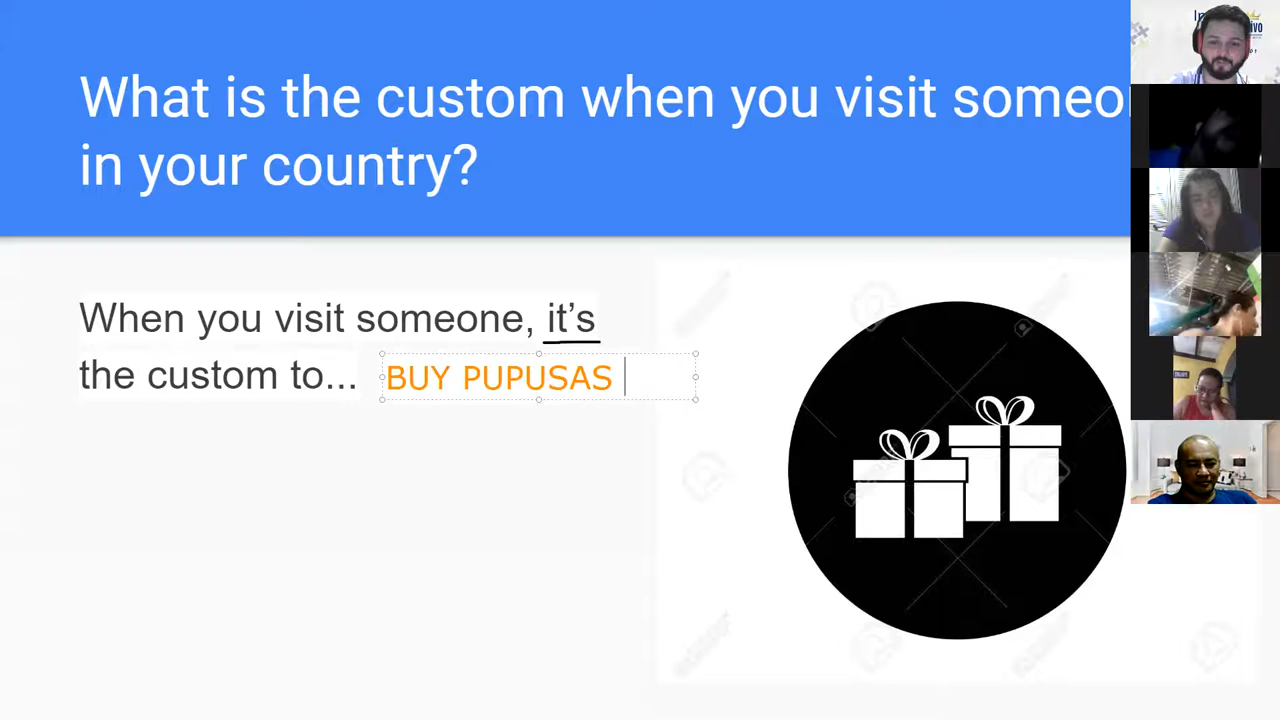 What is the custom when you visit someo
in your country?
When you visit someone, it's
the custom to... BUY PUPUSAS